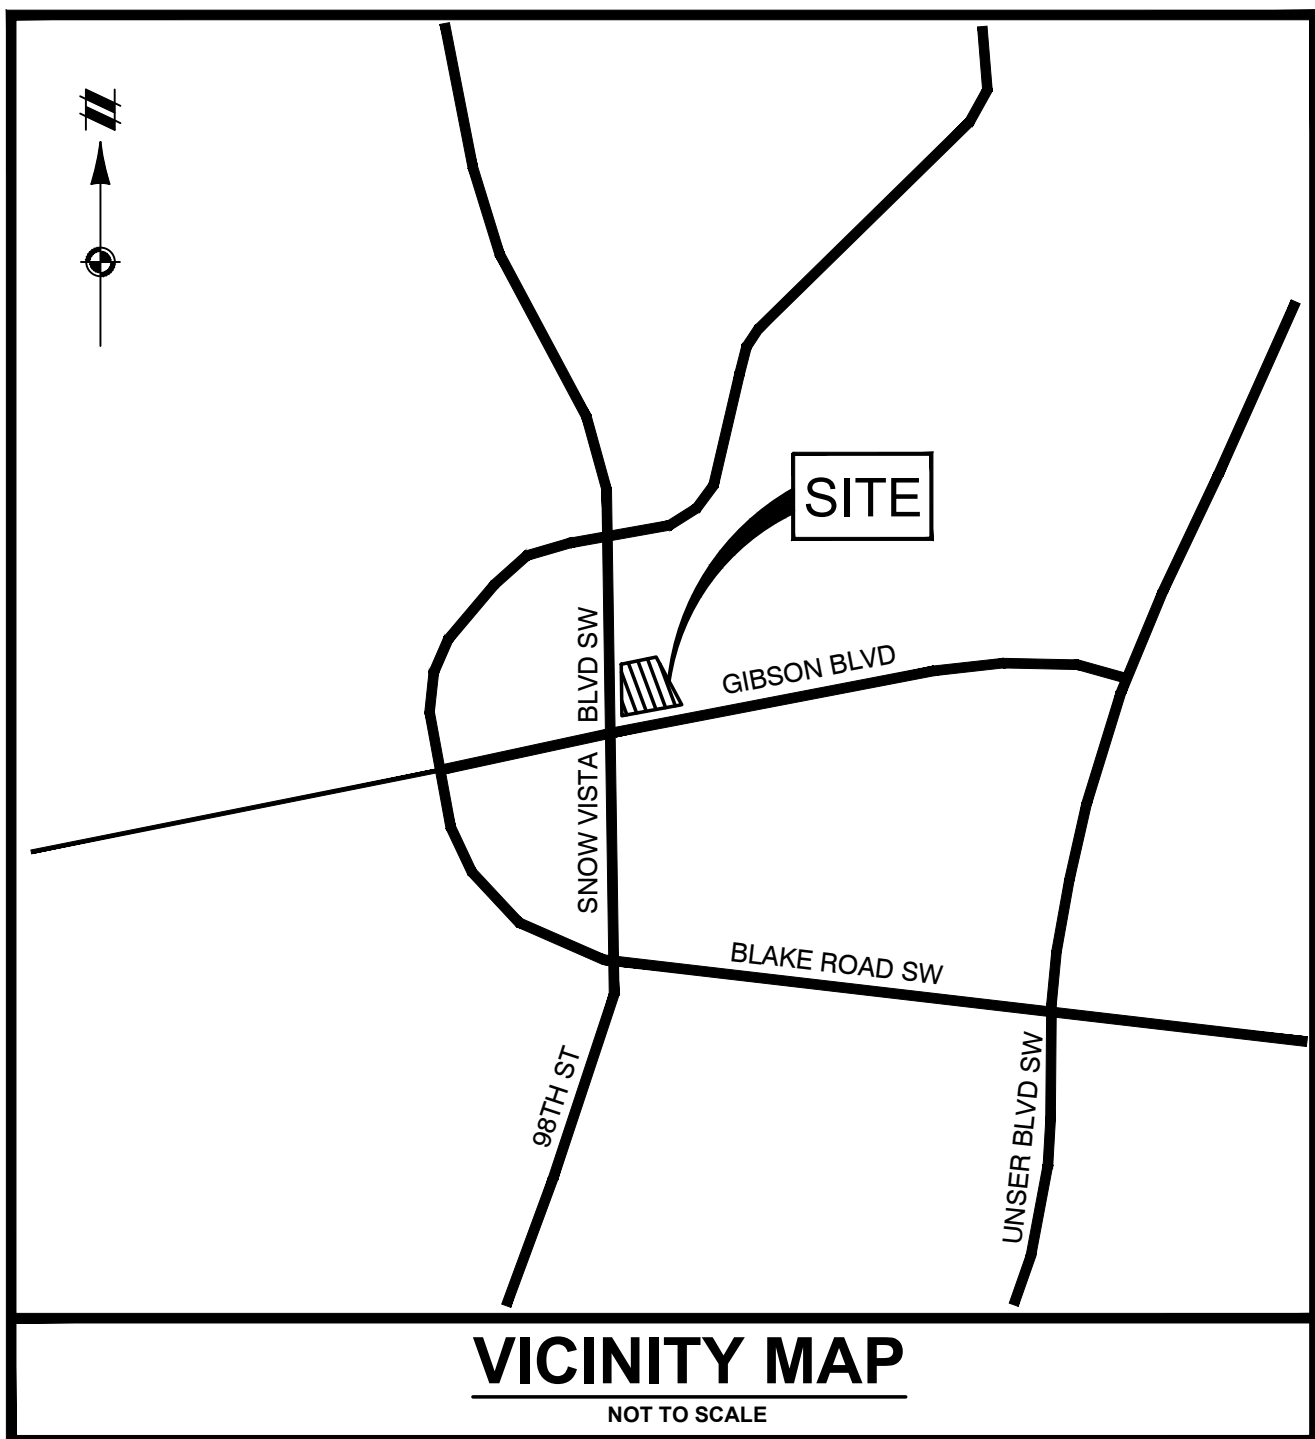 N
SITE
SNOW VISTA BLVD SW
GIBSON BLVD
BLAKE ROAD SW
98TH ST
UNSER BLVD SW
VICINITY MAP
NOT TO SCALE